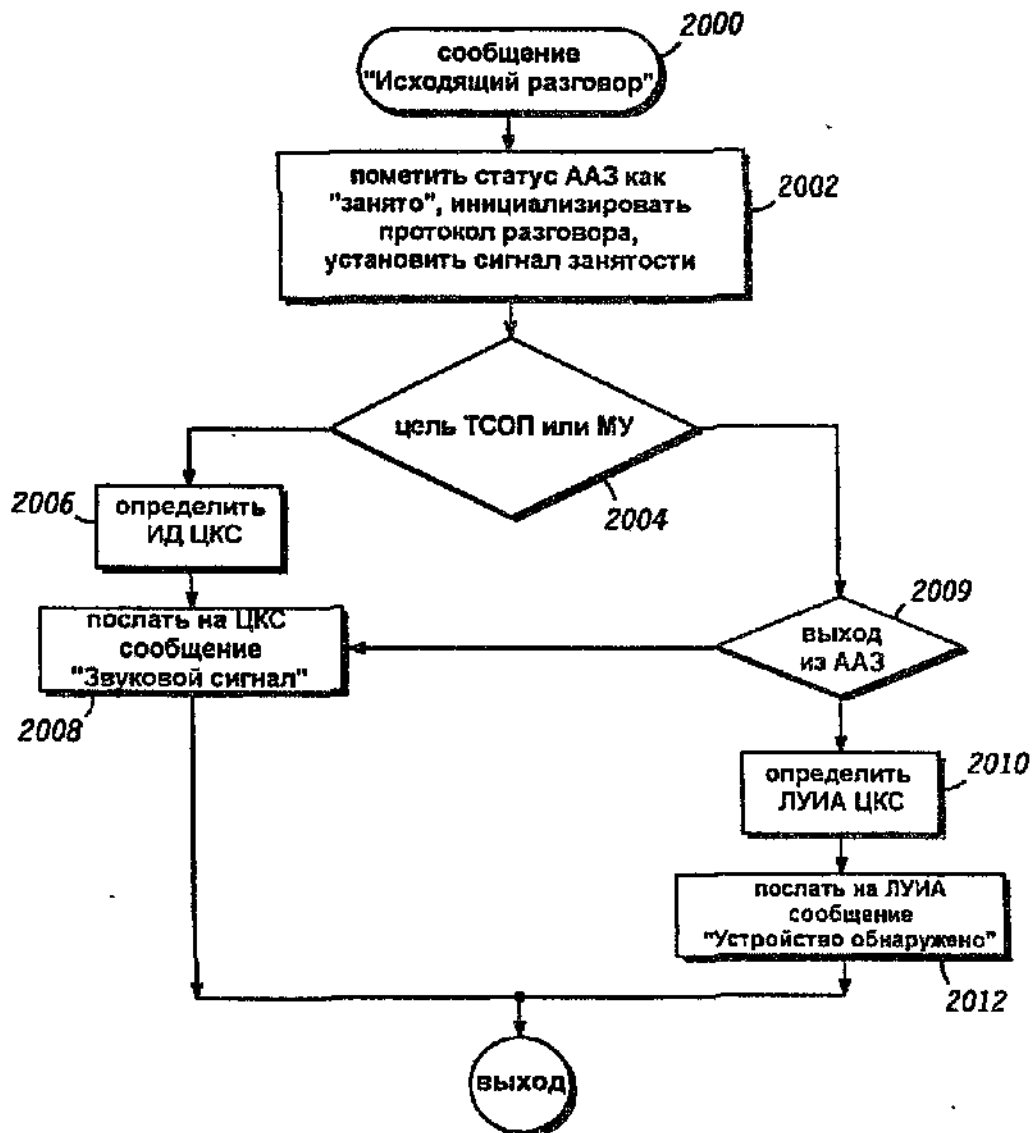 2000
сообщение
"Исходящий разговор"
пометить статус ААЗ как
"занято", инициализировать
протокол разговора,
установить сигнал занятости
2002
цель ТСОП или МУ
2004
2006
определить
ИД ЦКС
послать на ЦКС
сообщение
"Звуковой сигнал"
2008
2009
выход
из ААЗ
2010
определить
ЛУИА ЦКС
послать на ЛУИА
сообщение
"Устройство обнаружено"
2012
выход